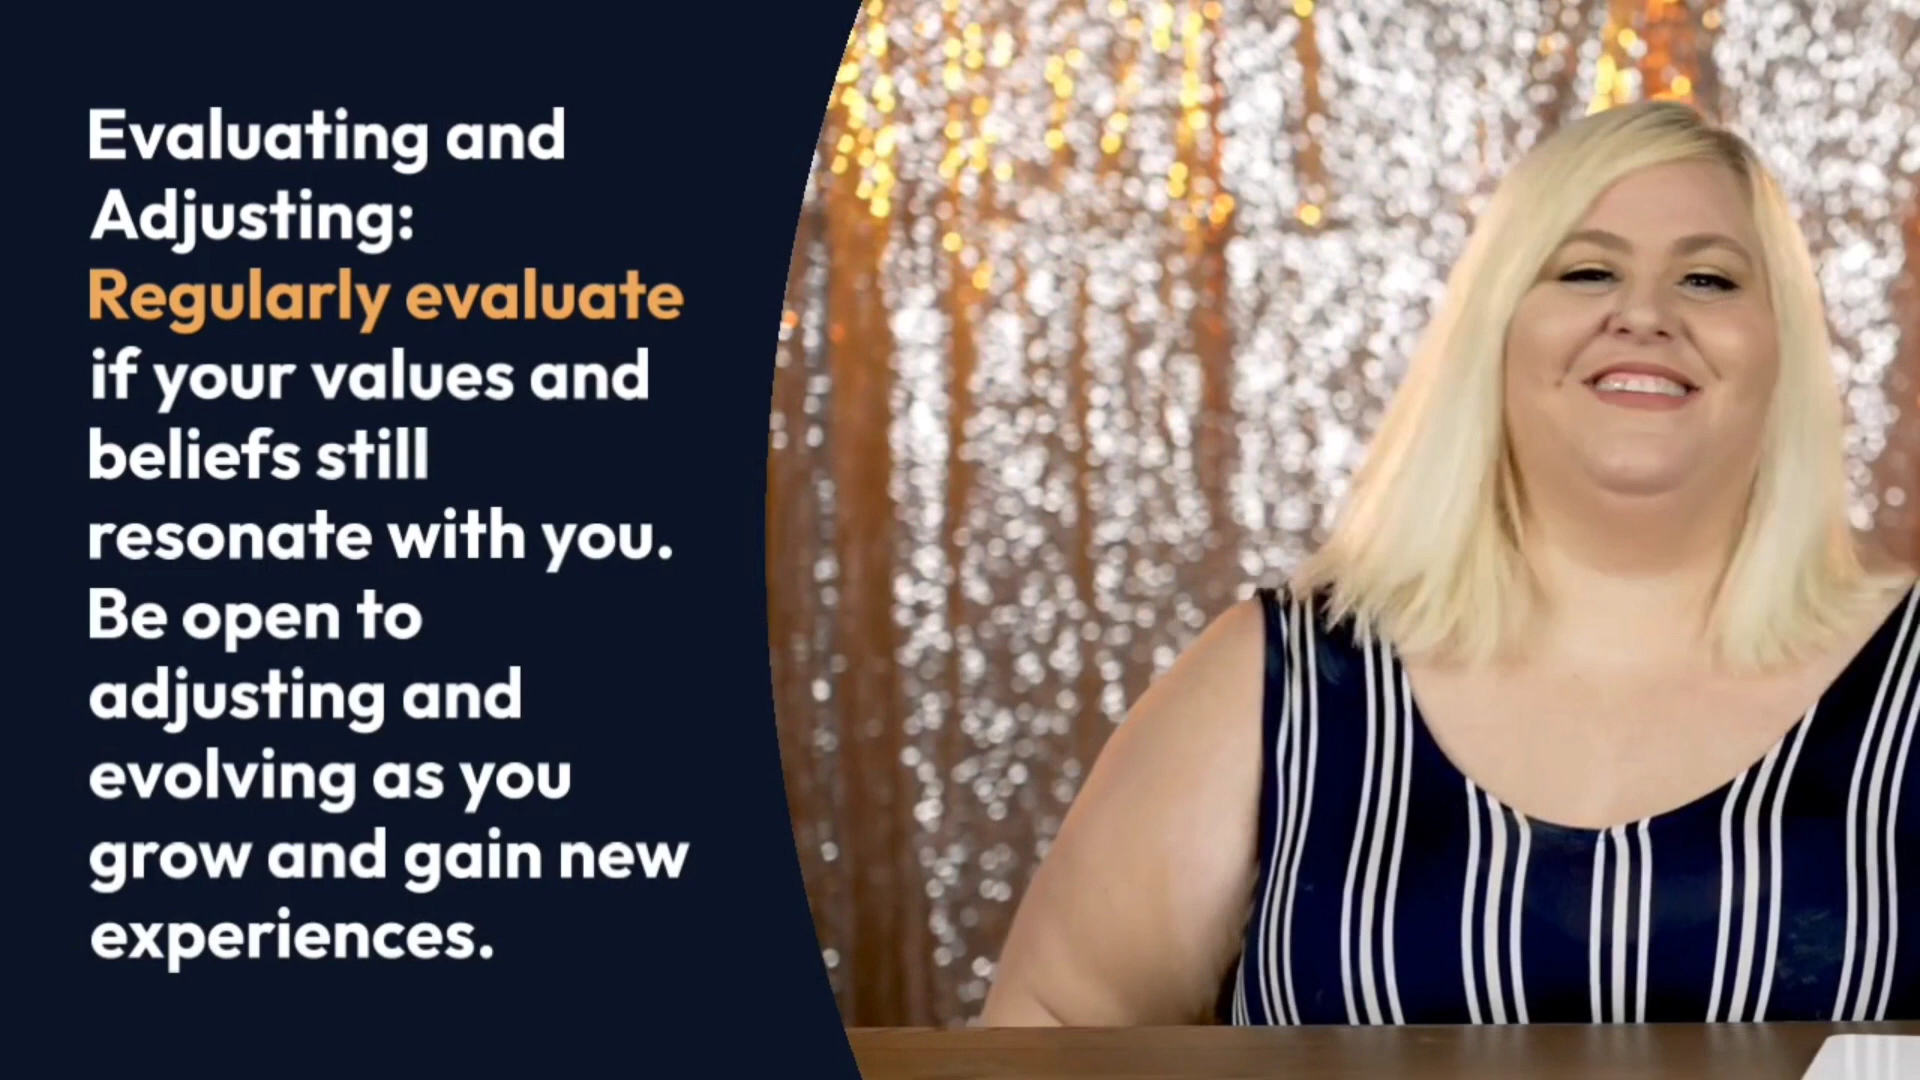 Evaluating and
Adjusting:
Regularly evaluate
if your values and
beliefs still
resonate with you.
Be open to
adjusting and
evolving as you
grow and gain new
experiences.